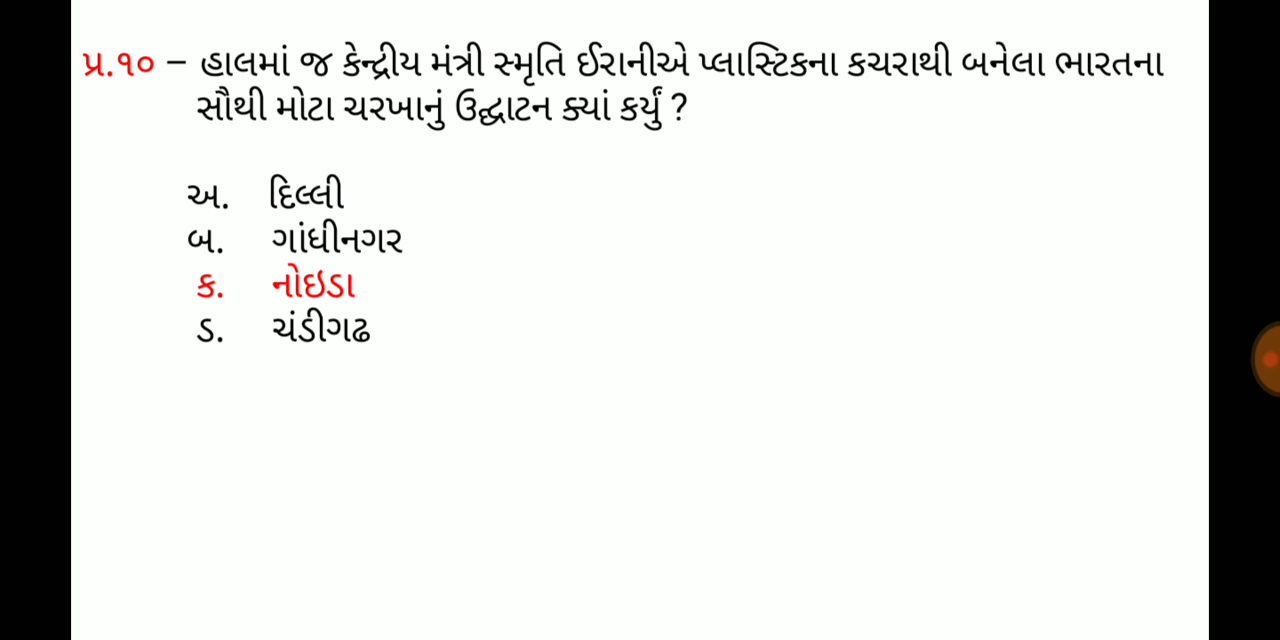 પ્ર.૧૦ – હાલમાં જ કેન્દ્રીય મંત્રી સ્મૃતિ ઈરાનીએ પ્લાસ્ટિકના કચરાથી બનેલા ભારતના
સૌથી મોટા ચરખાનું ઉદ્ઘાટન ક્યાં કર્યું ?
અ. દિલ્લી
બ. ગાંધીનગર
ક. નોઇડા
ડ. ચંડીગઢ